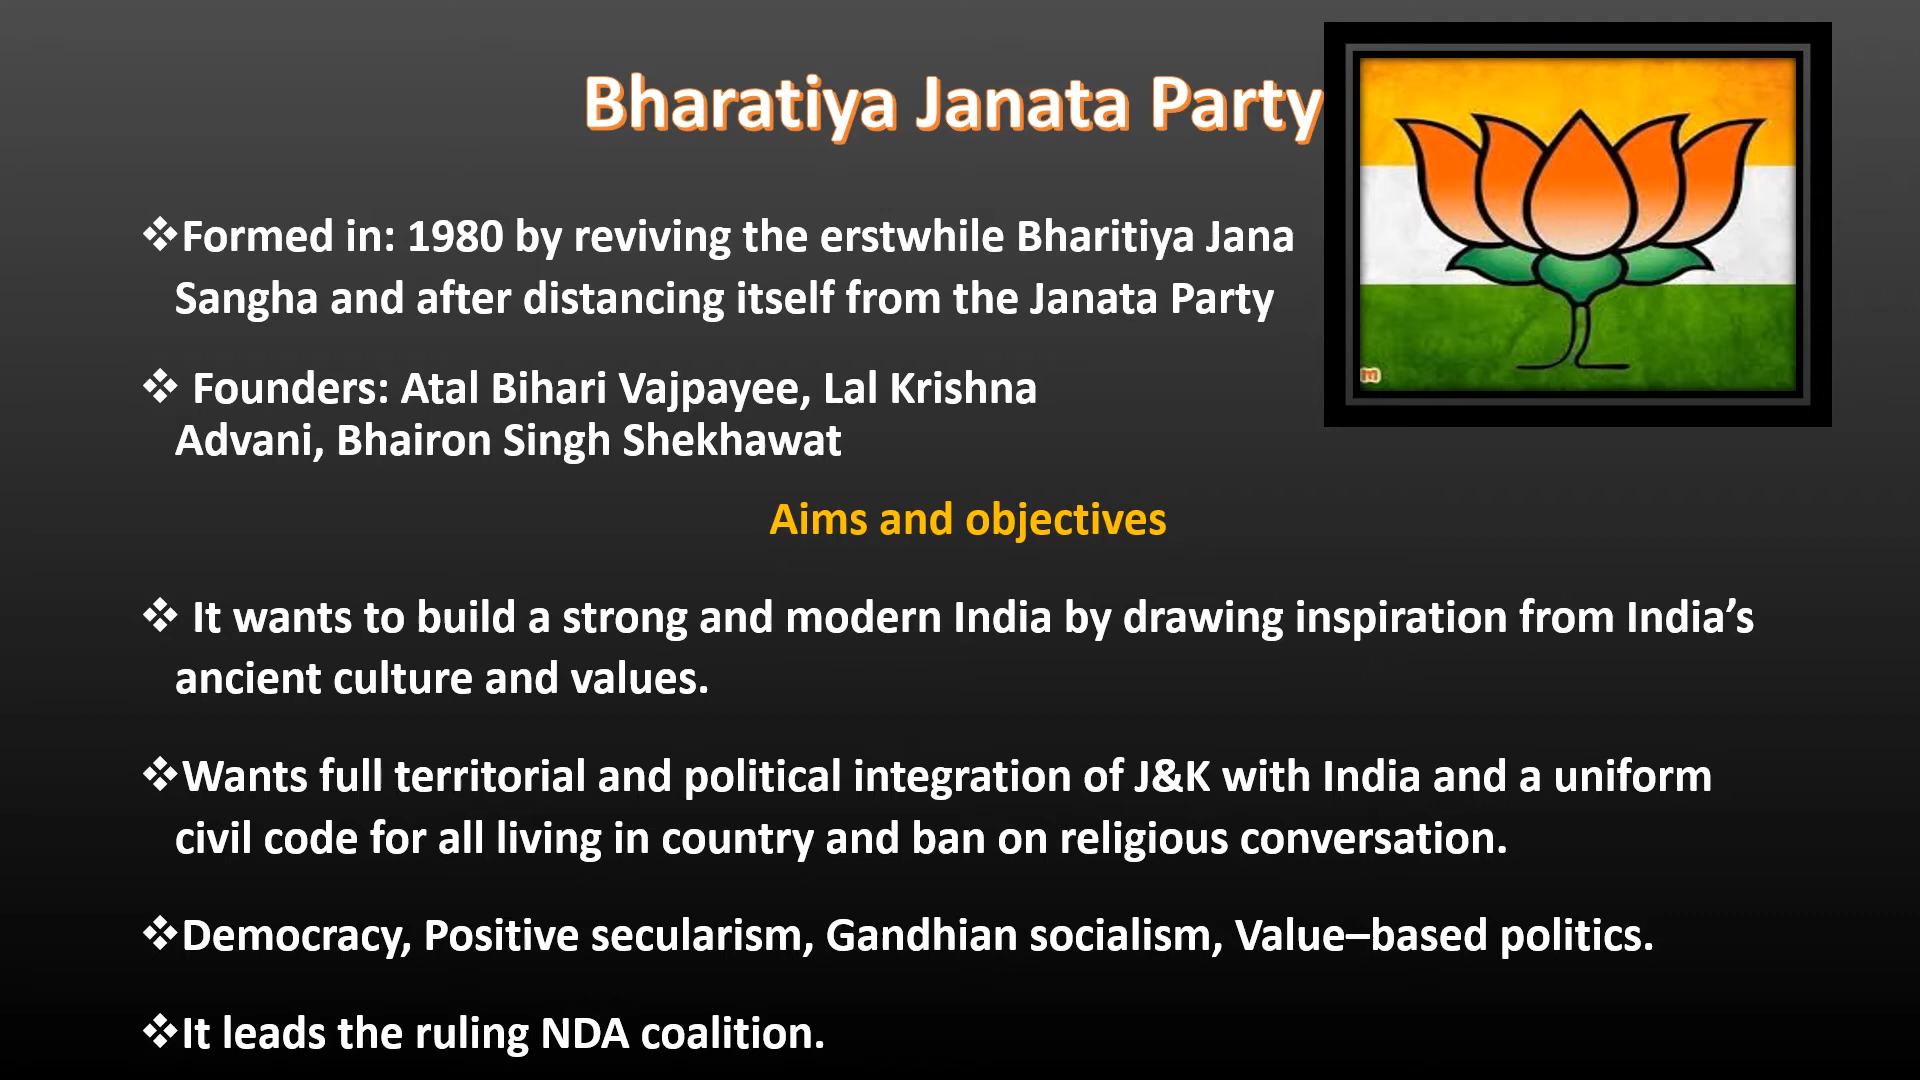 Bharatiya Janata Party
❖Formed in: 1980 by reviving the erstwhile Bharitiya Jana
Sangha and after distancing itself from the Janata Party
❖ Founders: Atal Bihari Vajpayee, Lal Krishna
Advani, Bhairon Singh Shekhawat
Aims and objectives
❖ It wants to build a strong and modern India by drawing inspiration from India’s
ancient culture and values.
❖Wants full territorial and political integration of J&K with India and a uniform
civil code for all living in country and ban on religious conversation.
❖Democracy, Positive secularism, Gandhian socialism, Value–based politics.
❖It leads the ruling NDA coalition.
m